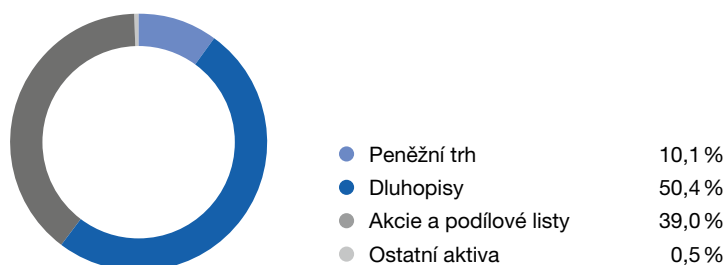 Peněžní trh 10,1 %
Dluhopisy 50,4 %
Akcie a podílové listy 39,0 %
Ostatní aktiva 0,5 %